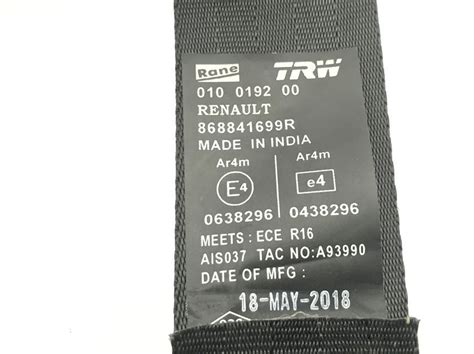 Rane TRW
010 0192 00
RENAULT
868841699R
MADE IN INDIA
Ar4m Ar4m
E4 e4
0638296 0438296
MEETS: ECE R16
AIS037 TAC NO:A93990
DATE OF MFG :
18-MAY-2018